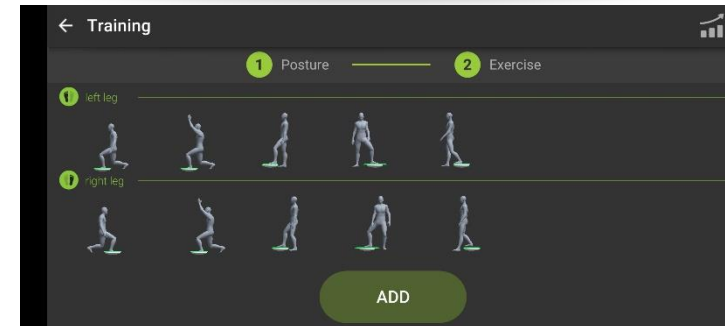 Training
1 Posture 2 Exercise
left leg
right leg
ADD